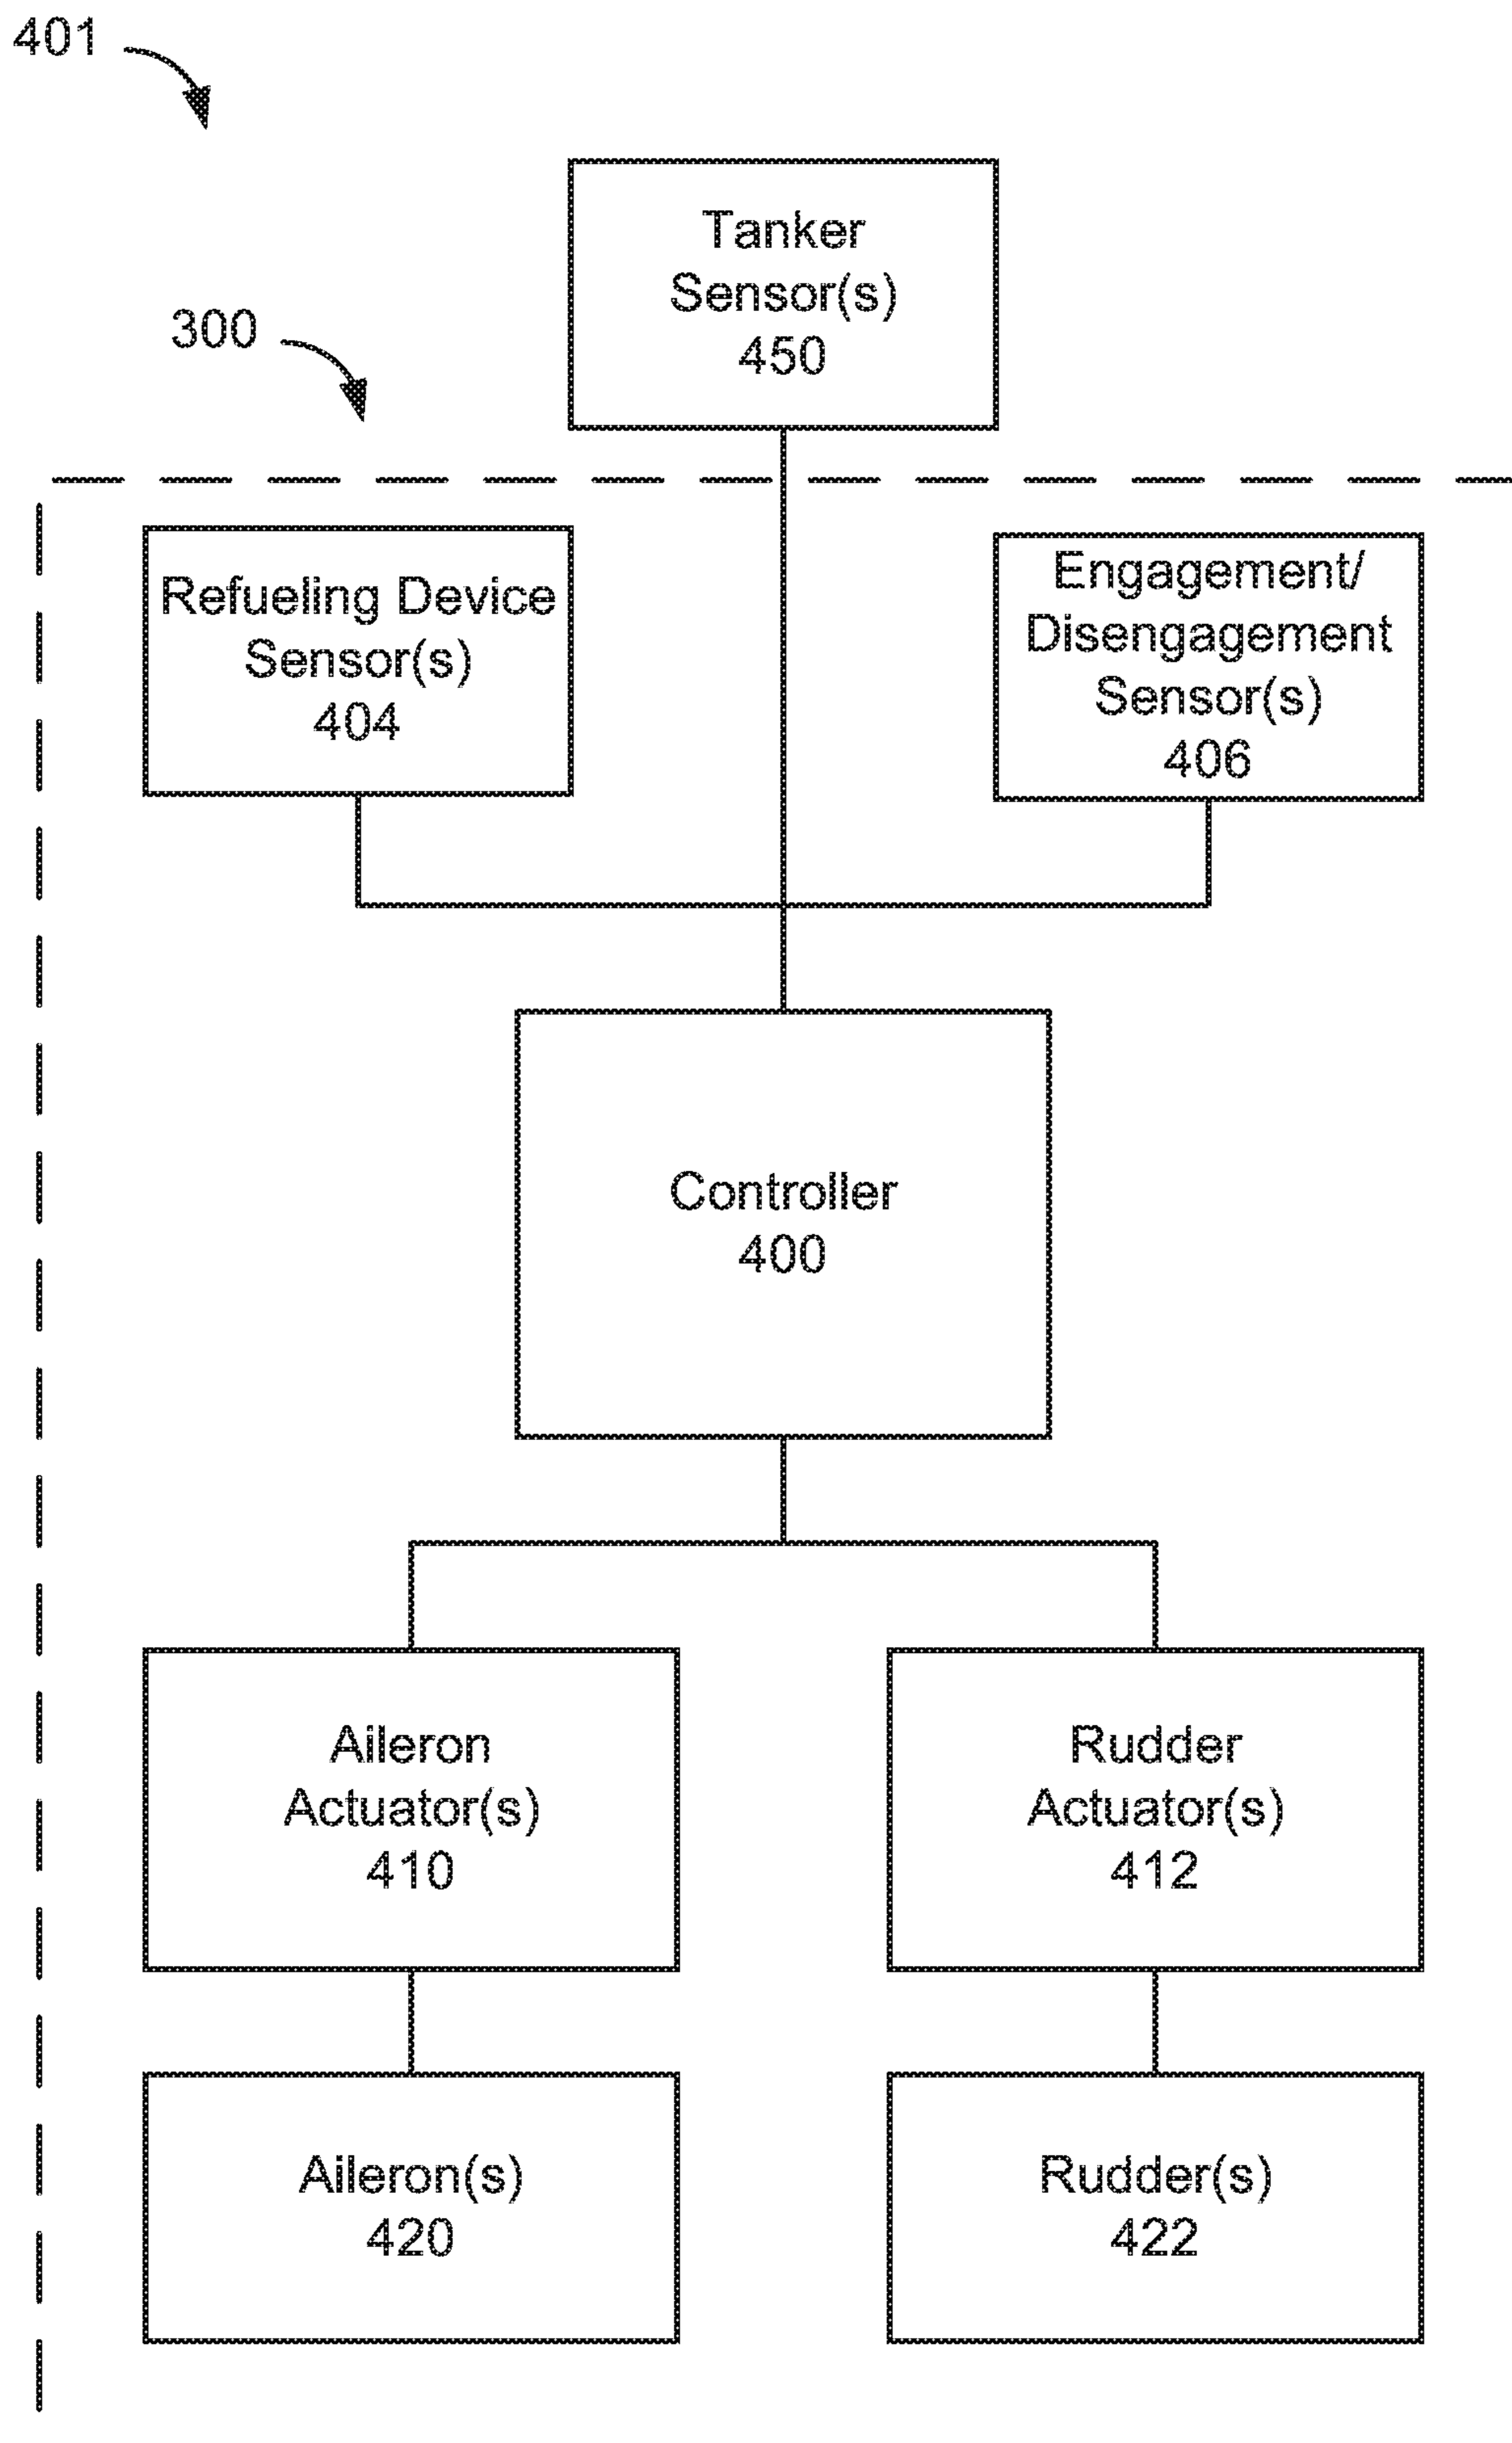 401
Tanker
Sensor(s)
450
300
Refueling Device
Sensor(s)
404
Engagement/
Disengagement
Sensor(s)
406
Controller
400
Aileron
Actuator(s)
410
Rudder
Actuator(s)
412
Aileron(s)
420
Rudder(s)
422